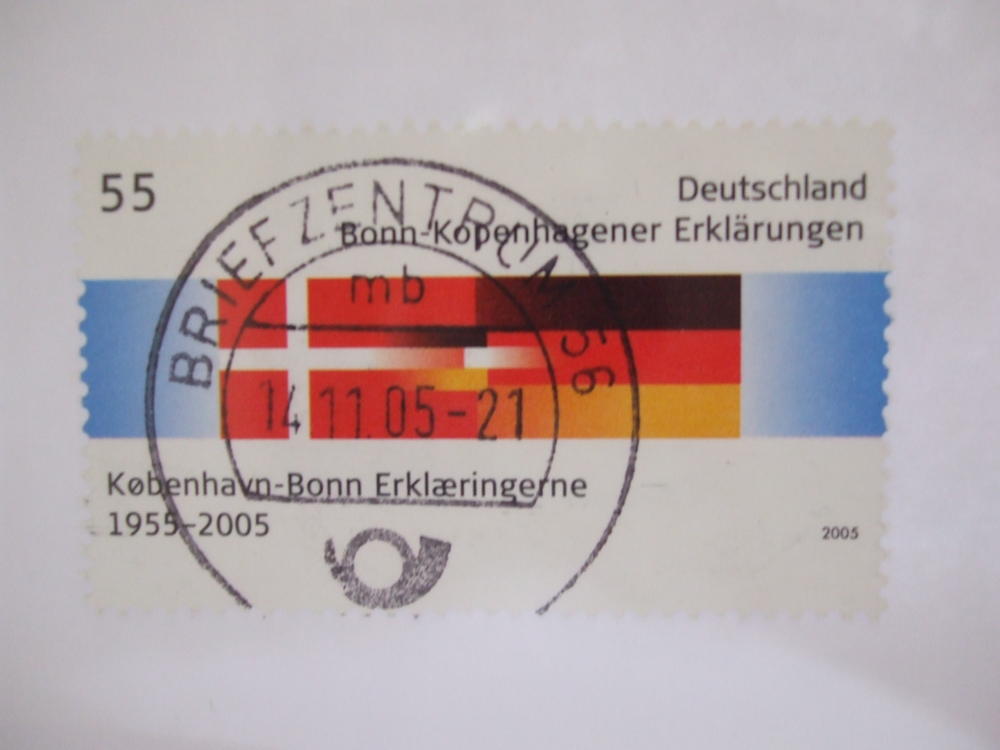 55
Deutschland
Bonn-Kopenhagener Erklärungen
BRIEFZENTRUM 56
mb
14.11.05-21
København-Bonn Erklæringerne
1955-2005
2005